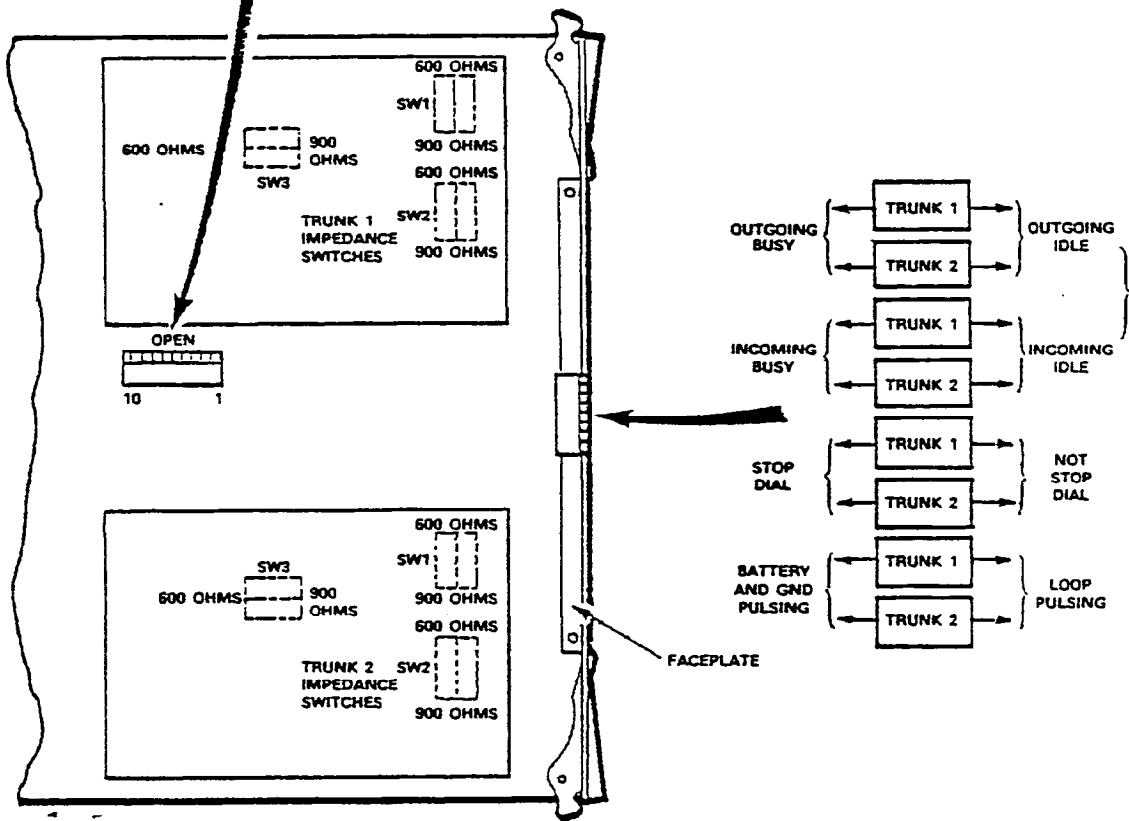 600 OHMS
SW1
900 OHMS
600 OHMS
SW2
900 OHMS
600 OHMS
900
OHMS
SW3
TRUNK 1
IMPEDANCE
SWITCHES
OPEN
10 1
600 OHMS
SW1
900 OHMS
600 OHMS
SW2
900 OHMS
SW3
600 OHMS
900
OHMS
TRUNK 2
IMPEDANCE
SWITCHES
FACEPLATE
OUTGOING
BUSY
TRUNK 1
TRUNK 2
OUTGOING
IDLE
INCOMING
BUSY
TRUNK 1
TRUNK 2
INCOMING
IDLE
STOP
DIAL
TRUNK 1
TRUNK 2
NOT
STOP
DIAL
BATTERY
AND GND
PULSING
TRUNK 1
TRUNK 2
LOOP
PULSING